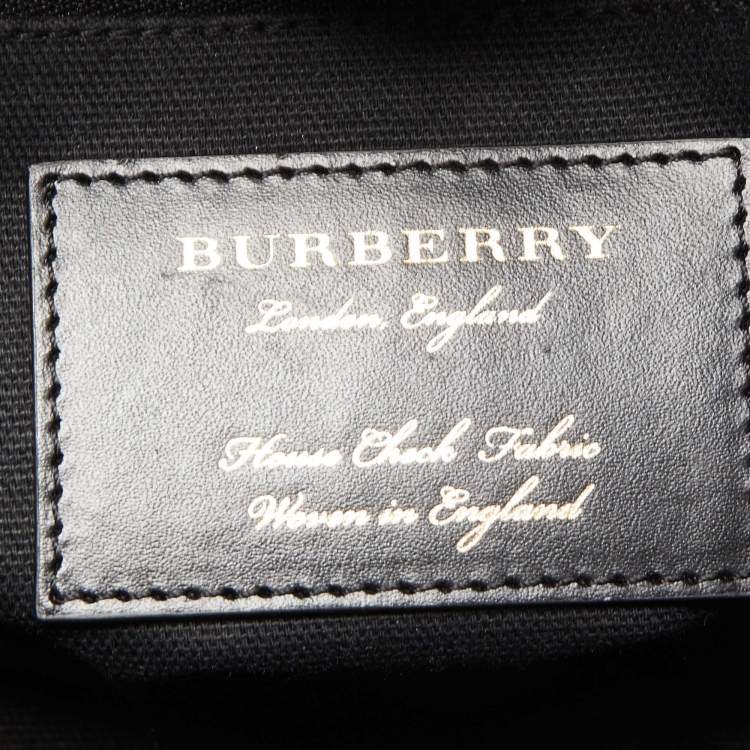 BURBERRY
London, England
House Check Fabric
Woven in England